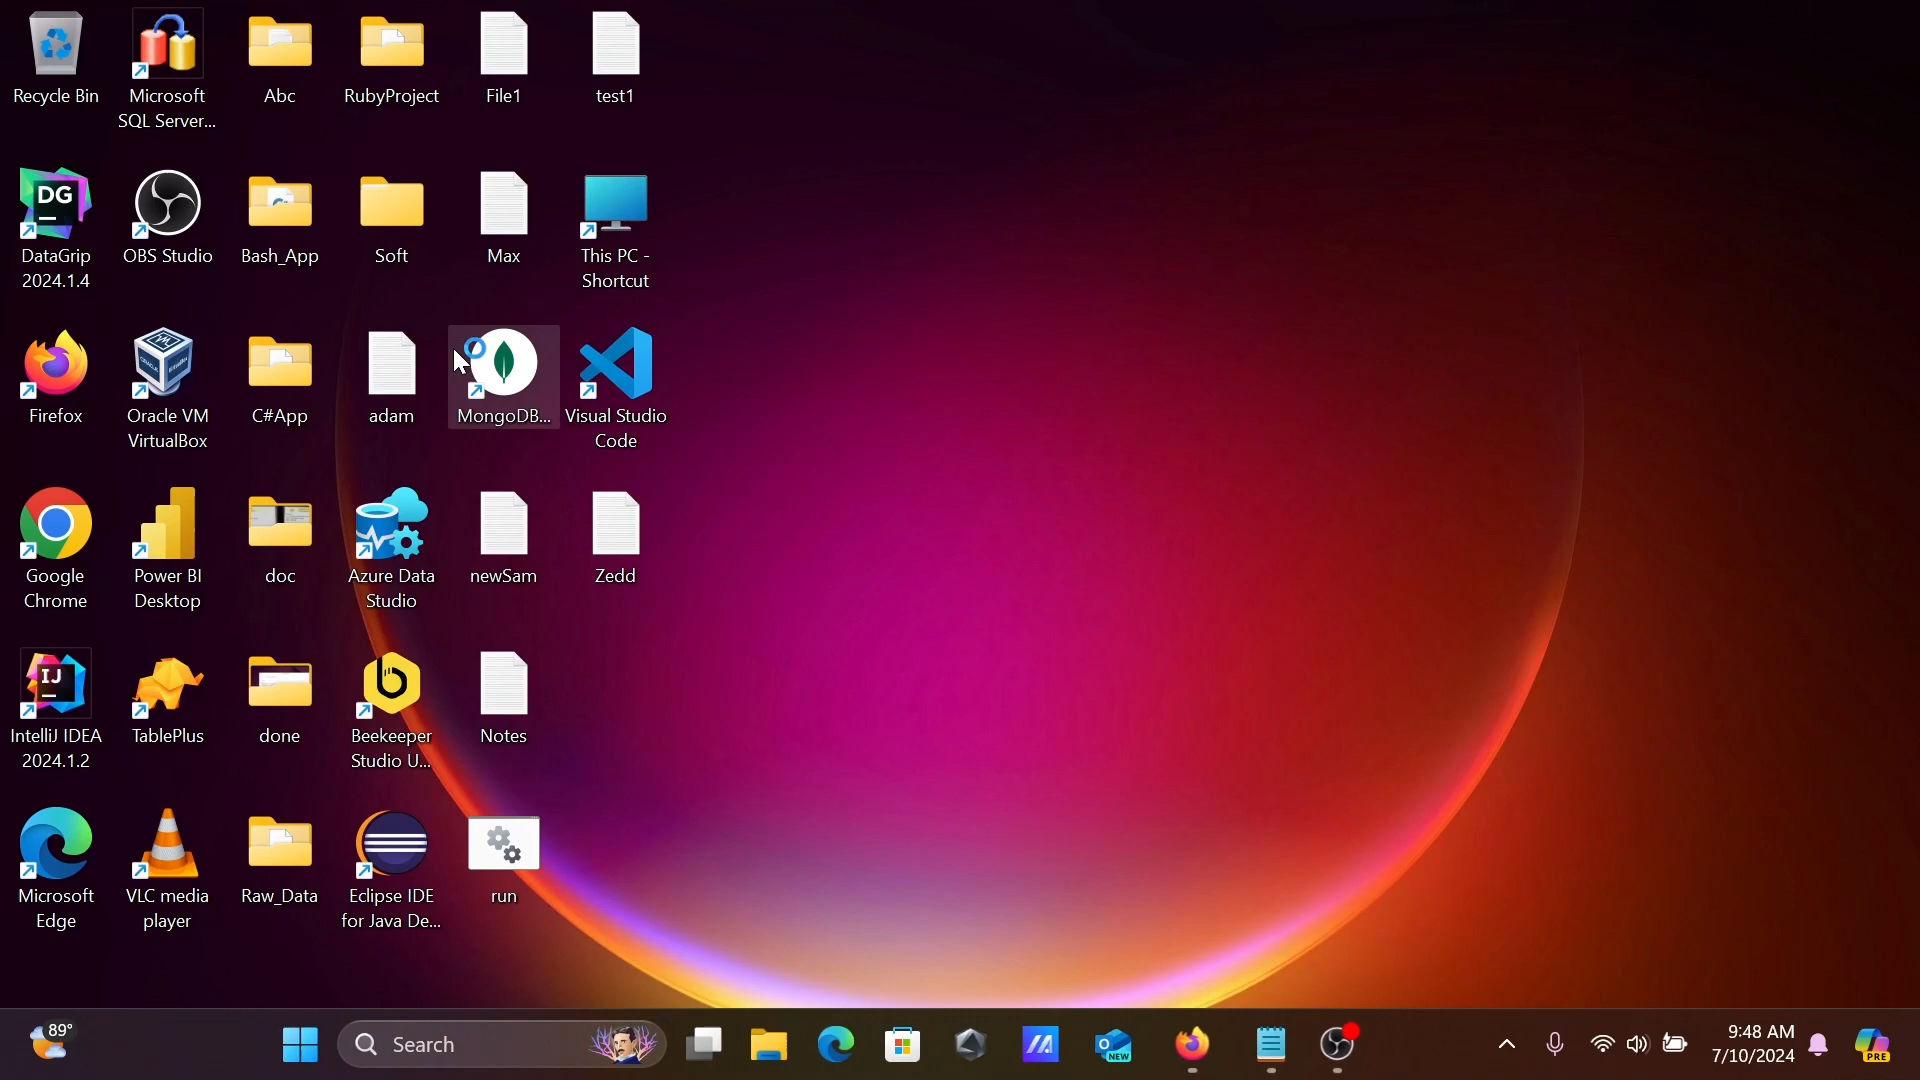 Recycle Bin
Microsoft
SQL Server...
Abc
RubyProject
File1
test1
DG
DataGrip
2024.1.4
OBS Studio
Bash_App
Soft
Max
This PC -
Shortcut
Firefox
Oracle VM
VirtualBox
C#App
adam
MongoDB...
Visual Studio
Code
Google
Chrome
Power BI
Desktop
doc
Azure Data
Studio
newSam
Zedd
IJ
IntelliJ IDEA
2024.1.2
TablePlus
done
Beekeeper
Studio U...
Notes
Microsoft
Edge
VLC media
player
Raw_Data
Eclipse IDE
for Java De...
run
89°
Search
NEW
9:48 AM
7/10/2024
PRE